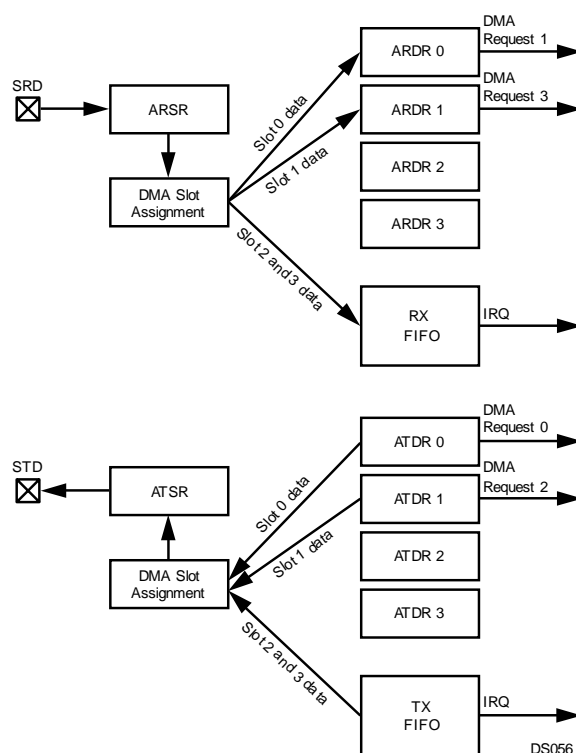 DMA
Request 1
ARDR 0
SRD
ARSR
DMA
Request 3
ARDR 1
Slot 0 data
Slot 1 data
DMA Slot
Assignment
ARDR 2
ARDR 3
Slot 2 and 3 data
RX
FIFO
IRQ
DMA
Request 0
ATDR 0
STD
ATSR
DMA
Request 2
ATDR 1
Slot 0 data
Slot 1 data
DMA Slot
Assignment
ATDR 2
ATDR 3
Slot 2 and 3 data
TX
FIFO
IRQ
DS056